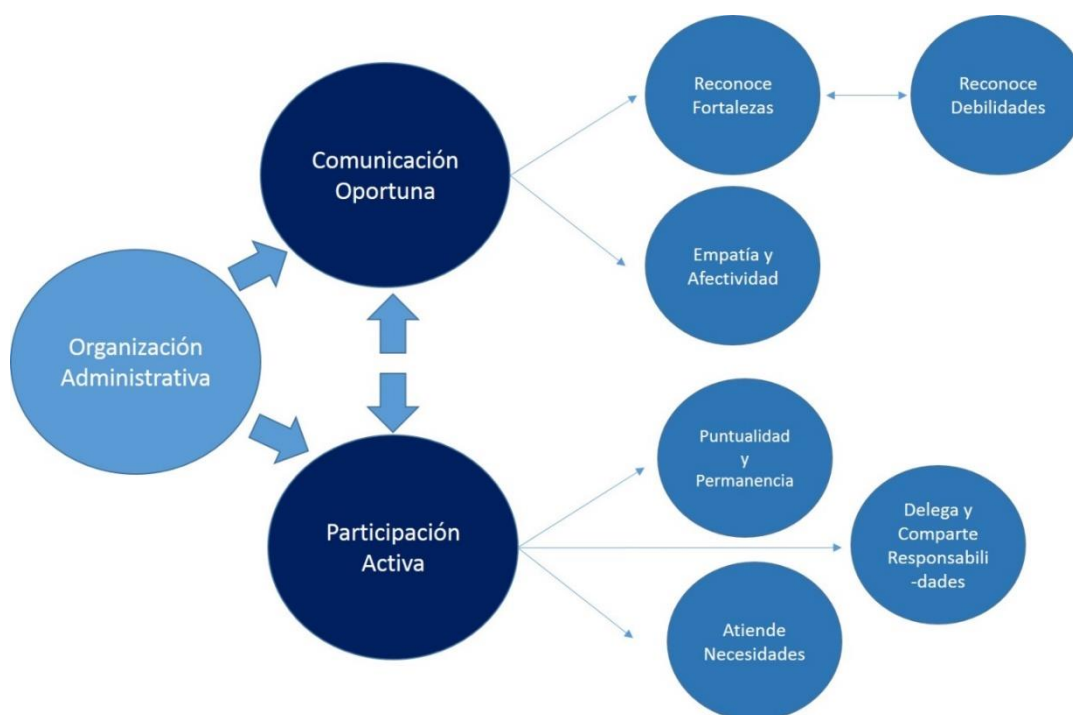 Organización
Administrativa
Comunicación
Oportuna
Reconoce
Fortalezas
Reconoce
Debilidades
Empatía y
Afectividad
Participación
Activa
Puntualidad
y
Permanencia
Delega y
Comparte
Responsabili
-dades
Atiende
Necesidades